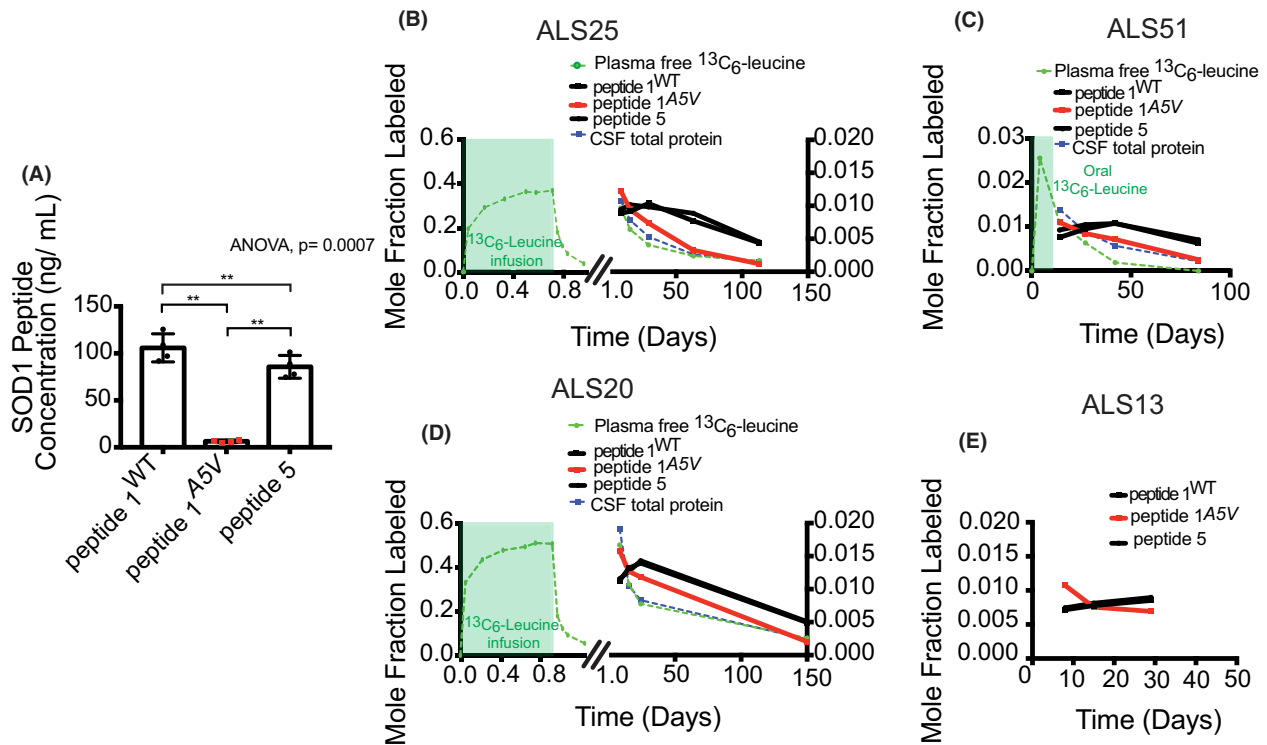 (A)
SOD1 Peptide
Concentration (ng/ mL)
ANOVA, p= 0.0007
**
**
**
150
100
50
0
peptide 1WT
peptide 1A5V
peptide 5
(B)
ALS25
Plasma free 13C6-leucine
peptide 1WT
peptide 1A5V
peptide 5
CSF total protein
Mole Fraction Labeled
0.6
0.4
0.2
0.0
0.020
0.015
0.010
0.005
0.000
13C6-Leucine
infusion
0.0 0.4 0.8 1.0 50 100 150
Time (Days)
(C)
ALS51
Plasma free 13C6-leucine
peptide 1WT
peptide 1A5V
peptide 5
CSF total protein
Mole Fraction Labeled
0.03
0.02
0.01
0.00
Oral
13C6-Leucine
0 50 100
Time (Days)
(D)
ALS20
Plasma free 13C6-leucine
peptide 1WT
peptide 1A5V
peptide 5
CSF total protein
Mole Fraction Labeled
0.6
0.4
0.2
0.0
0.020
0.015
0.010
0.005
0.000
13C6-Leucine
infusion
0.0 0.4 0.8 1.0 50 100 150
Time (Days)
(E)
ALS13
peptide 1WT
peptide 1A5V
peptide 5
Mole Fraction Labeled
0.020
0.015
0.010
0.005
0.000
0 10 20 30 40 50
Time (Days)